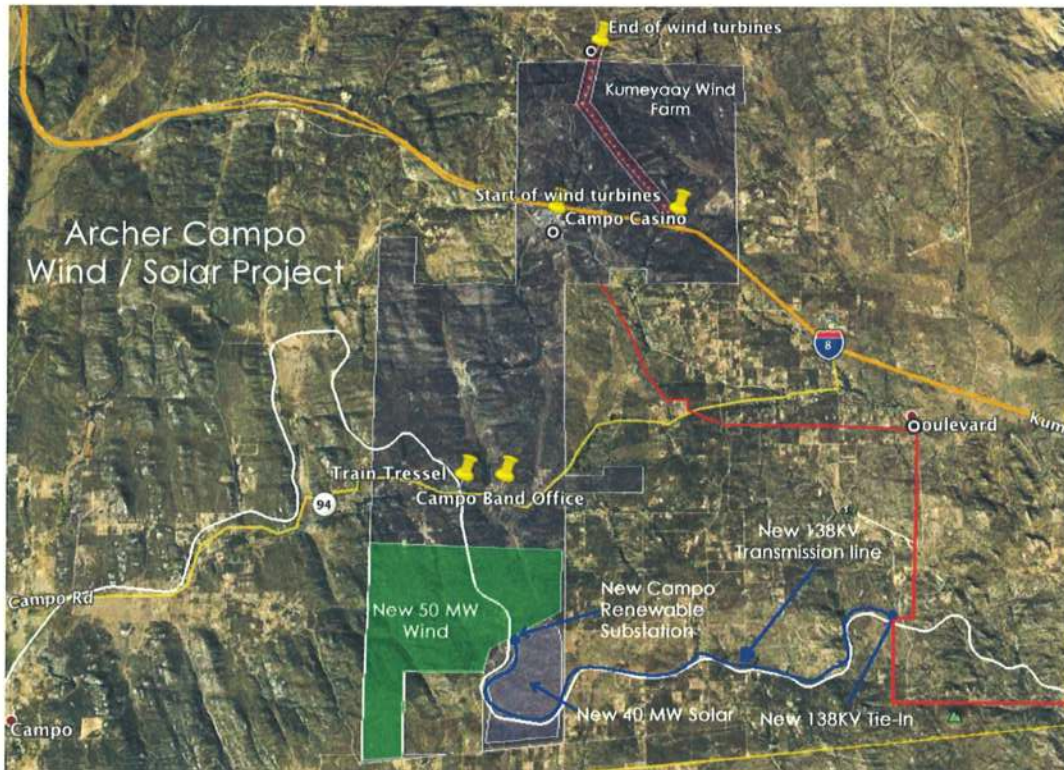 End of wind turbines
Kumeyaay Wind
Farm
Start of wind turbines
Campo Casino
Archer Campo
Wind / Solar Project
8
Kum
Boulevard
Train Tressel
Campo Band Office
94
New 138KV
Transmission line
Campo Rd
New 50 MW
Wind
New Campo
Renewable
Substation
New 40 MW Solar
New 138KV Tie-In
Campo